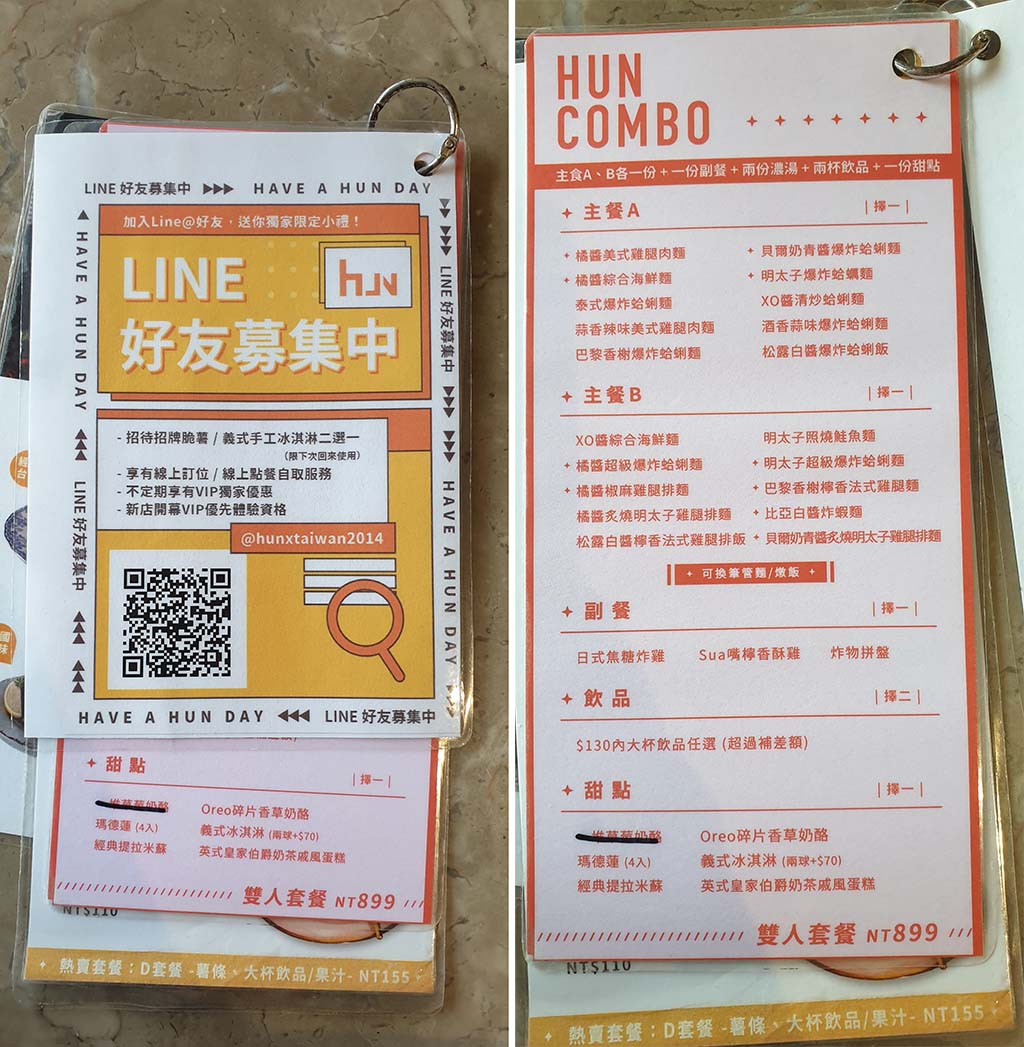 LINE 好友募集中 ▶▶▶ HAVE A HUN DAY
加入Line@好友，送你獨家限定小禮！
LINE
hun
好友募集中
- 招待招牌脆薯 / 義式手工冰淇淋二選一
(限下次回來使用)
- 享有線上訂位 / 線上點餐自取服務
- 不定期享有VIP獨家優惠
- 新店開幕VIP優先體驗資格
@hunxtaiwan2014
HAVE A HUN DAY
LINE 好友募集中
LINE 好友募集中
HAVE A HUN DAY
HAVE A HUN DAY ◀◀◀ LINE 好友募集中
甜點 | 擇一 |
瑪德蓮 (4入) Oreo碎片香草奶酪
經典提拉米蘇 義式冰淇淋 (兩球+$70)
英式皇家伯爵奶茶戚風蛋糕
雙人套餐 NT899
NT$110
熱賣套餐：D套餐 -薯條、大杯飲品/果汁- NT155
HUN
COMBO
主食A、B各一份 + 一份副餐 + 兩份濃湯 + 兩杯飲品 + 一份甜點
主餐A | 擇一 |
橘醬美式雞腿肉麵 貝爾奶青醬爆炸蛤蜊麵
橘醬綜合海鮮麵 明太子爆炸蛤蠣麵
泰式爆炸蛤蜊麵 XO醬清炒蛤蜊麵
蒜香辣味美式雞腿肉麵 酒香蒜味爆炸蛤蜊麵
巴黎香榭爆炸蛤蜊麵 松露白醬爆炸蛤蜊飯
主餐B | 擇一 |
XO醬綜合海鮮麵 明太子照燒鮭魚麵
橘醬超級爆炸蛤蜊麵 明太子超級爆炸蛤蜊麵
橘醬椒麻雞腿排麵 巴黎香榭檸香法式雞腿麵
橘醬炙燒明太子雞腿排麵 比亞白醬炸蝦麵
松露白醬檸香法式雞腿排飯 貝爾奶青醬炙燒明太子雞腿排麵
可換筆管麵/燉飯
副餐 | 擇一 |
日式焦糖炸雞 Sua嘴檸香酥雞 炸物拼盤
飲品 | 擇二 |
$130內大杯飲品任選 (超過補差額)
甜點 | 擇一 |
Oreo碎片香草奶酪
瑪德蓮 (4入) 義式冰淇淋 (兩球+$70)
經典提拉米蘇 英式皇家伯爵奶茶戚風蛋糕
雙人套餐 NT899
NT$110
熱賣套餐：D套餐 -薯條、大杯飲品/果汁- NT155